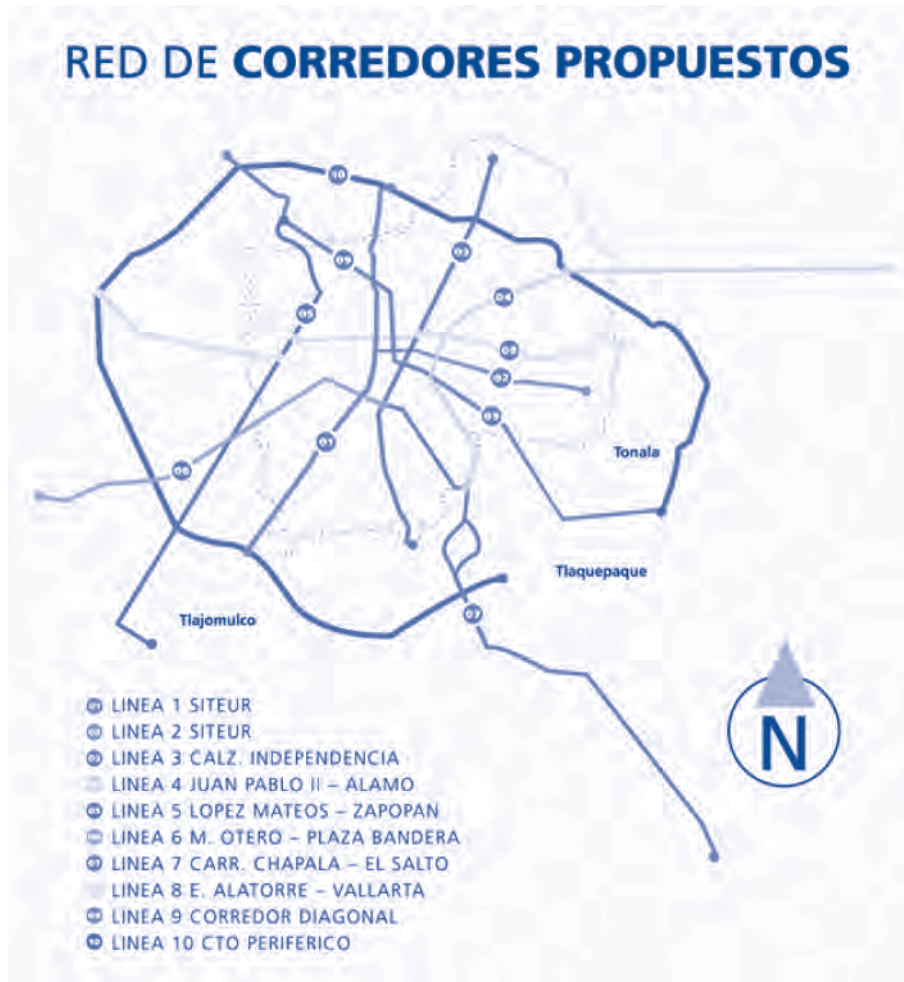 RED DE CORREDORES PROPUESTOS
10
03
09
04
05
02
01
06
Tonala
Tlaquepaque
07
Tlajomulco
LINEA 1 SITEUR
LINEA 2 SITEUR
LINEA 3 CALZ. INDEPENDENCIA
LINEA 4 JUAN PABLO II – ALAMO
LINEA 5 LOPEZ MATEOS – ZAPOPAN
LINEA 6 M. OTERO – PLAZA BANDERA
LINEA 7 CARR. CHAPALA – EL SALTO
LINEA 8 E. ALATORRE – VALLARTA
LINEA 9 CORREDOR DIAGONAL
LINEA 10 CTO PERIFERICO
N